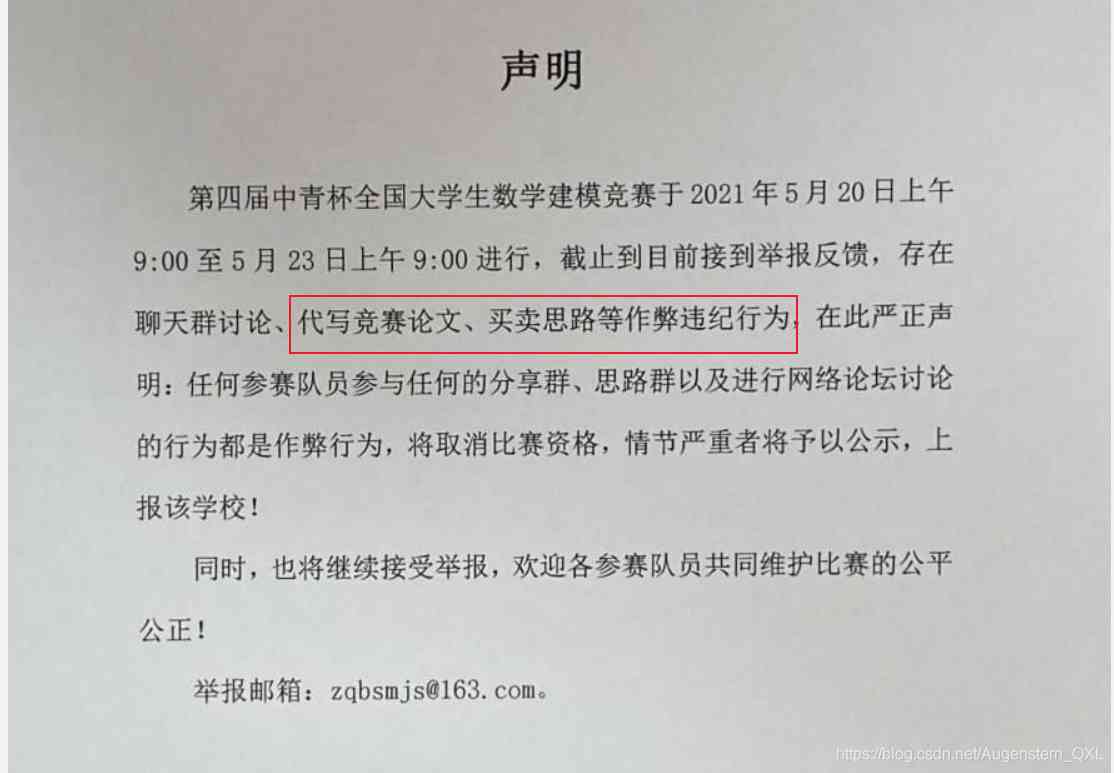 声明
第四届中青杯全国大学生数学建模竞赛于 2021 年 5 月 20 日上午
9:00 至 5 月 23 日上午 9:00 进行，截止到目前接到举报反馈，存在
聊天群讨论、代写竞赛论文、买卖思路等作弊违纪行为，在此严正声
明：任何参赛队员参与任何的分享群、思路群以及进行网络论坛讨论
的行为都是作弊行为，将取消比赛资格，情节严重者将予以公示，上
报该学校！
同时，也将继续接受举报，欢迎各参赛队员共同维护比赛的公平
公正！
举报邮箱：zqbsmjs@163.com。
https://blog.csdn.net/Augenstern_QXL